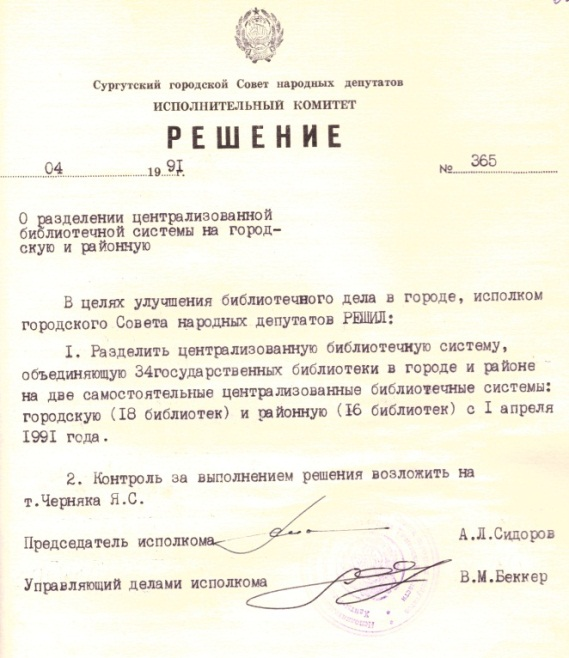 Сургутский городской Совет народных депутатов
ИСПОЛНИТЕЛЬНЫЙ КОМИТЕТ
РЕШЕНИЕ
04 1991г. № 365
О разделении централизованной
библиотечной системы на город-
скую и районную
В целях улучшения библиотечного дела в городе, исполком
городского Совета народных депутатов РЕШИЛ:
I. Разделить централизованную библиотечную систему,
объединяющую 34государственных библиотеки в городе и районе
на две самостоятельные централизованные библиотечные системы:
городскую (I8 библиотек) и районную (I6 библиотек) с I апреля
I99I года.
2. Контроль за выполнением решения возложить на
т.Черняка Я.С.
Председатель исполкома А.Л.Сидоров
Управляющий делами исполкома В.М.Беккер